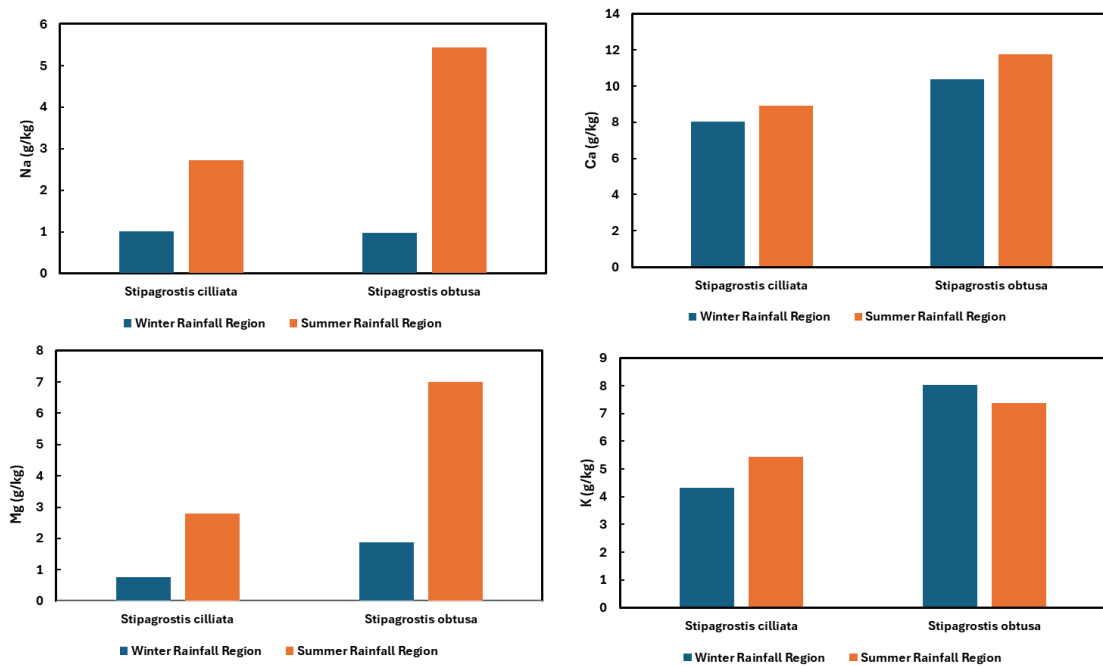 Na (g/kg)
6
5
4
3
2
1
0
Stipagrostis cilliata Stipagrostis obtusa
Winter Rainfall Region Summer Rainfall Region
Ca (g/kg)
14
12
10
8
6
4
2
0
Stipagrostis cilliata Stipagrostis obtusa
Winter Rainfall Region Summer Rainfall Region
Mg (g/kg)
8
7
6
5
4
3
2
1
0
Stipagrostis cilliata Stipagrostis obtusa
Winter Rainfall Region Summer Rainfall Region
K (g/kg)
9
8
7
6
5
4
3
2
1
0
Stipagrostis cilliata Stipagrostis obtusa
Winter Rainfall Region Summer Rainfall Region